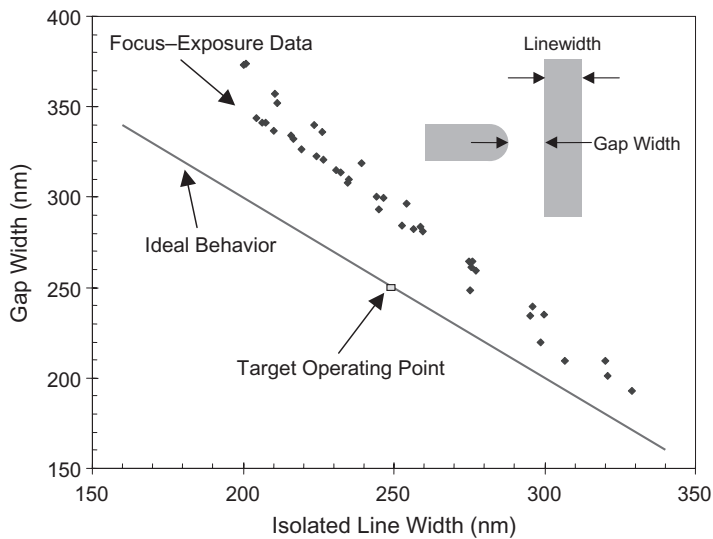 400
350
300
250
200
150
150
200
250
300
350
Gap Width (nm)
Isolated Line Width (nm)
Focus–Exposure Data
Ideal Behavior
Target Operating Point
Linewidth
Gap Width